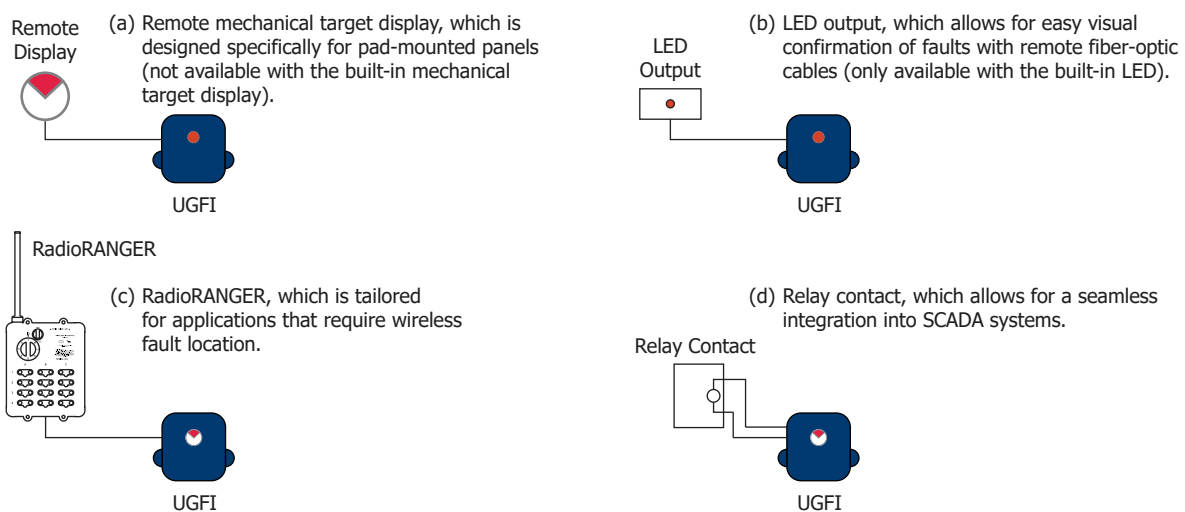 Remote
Display
(a) Remote mechanical target display, which is
designed specifically for pad-mounted panels
(not available with the built-in mechanical
target display).
UGFI
LED
Output
(b) LED output, which allows for easy visual
confirmation of faults with remote fiber-optic
cables (only available with the built-in LED).
UGFI
RadioRANGER
(c) RadioRANGER, which is tailored
for applications that require wireless
fault location.
UGFI
(d) Relay contact, which allows for a seamless
integration into SCADA systems.
Relay Contact
UGFI